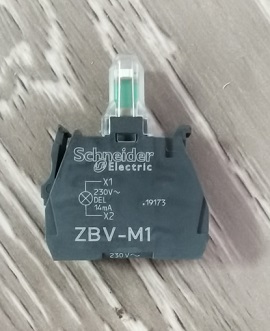 Schneider
Electric
X1
230V~
DEL
14mA
X2
.19173
ZBV-M1
230V~